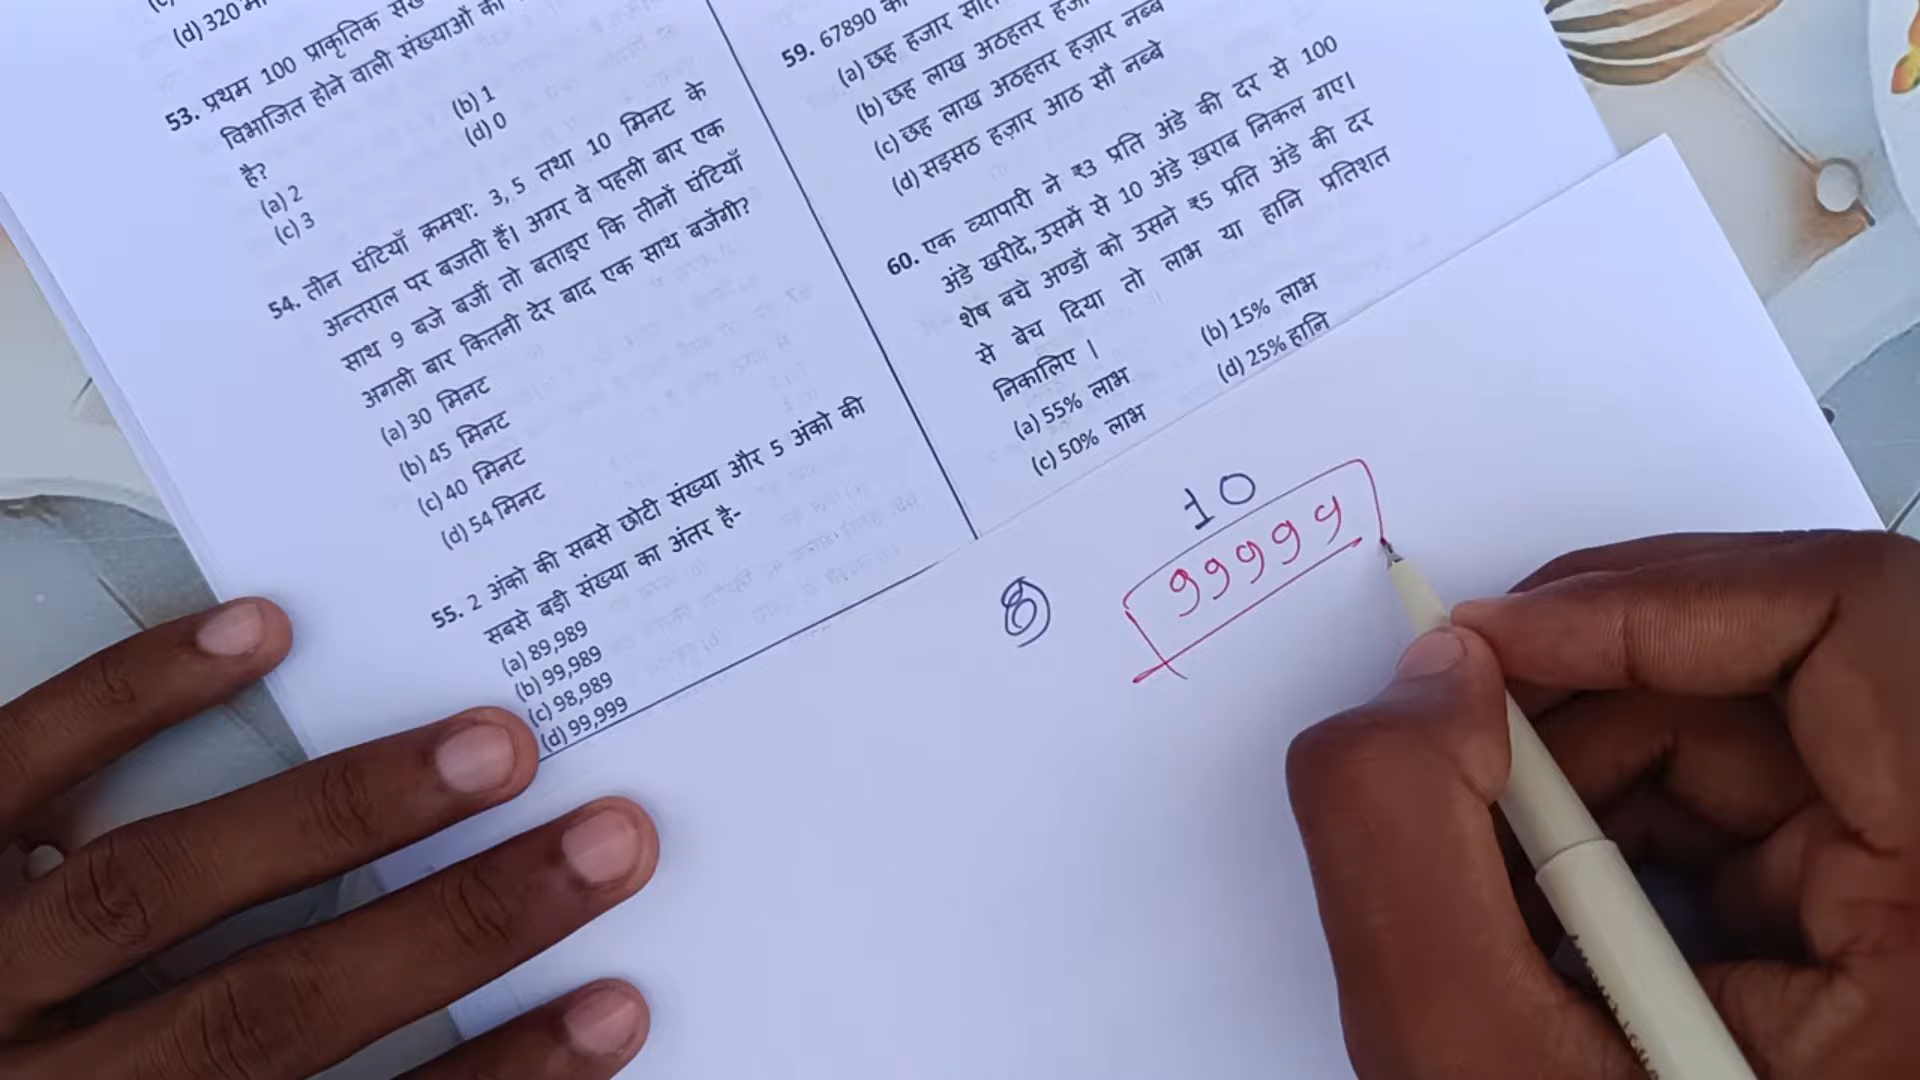 (d) 320
53. प्रथम 100 प्राकृतिक
विभाजित होने वाली संख्याओं की
है?
(a) 2
(b) 1
(c) 3
(d) 0
54. तीन घंटियाँ क्रमश: 3, 5 तथा 10 मिनट के
अन्तराल पर बजती हैं। अगर वे पहली बार एक
साथ 9 बजे बजीं तो बताइए कि तीनों घंटियाँ
अगली बार कितनी देर बाद एक साथ बजेंगी?
(a) 30 मिनट
(b) 45 मिनट
(c) 40 मिनट
(d) 54 मिनट
55. 2 अंको की सबसे छोटी संख्या और 5 अंको की
सबसे बड़ी संख्या का अंतर है-
(a) 89,989
(b) 99,989
(c) 98,989
(d) 99,999
59. 67890
(a) छह हजार
(b) छह लाख अठहत्तर
(c) छह लाख अठहत्तर हज़ार नब्बे
(d) सड़सठ हज़ार आठ सौ नब्बे
60. एक व्यापारी ने ₹3 प्रति अंडे की दर से 100
अंडे खरीदे, उसमें से 10 अंडे ख़राब निकल गए।
शेष बचे अण्डों को उसने ₹5 प्रति अंडे की दर
से बेच दिया तो लाभ या हानि प्रतिशत
निकालिए |
(a) 55% लाभ
(b) 15% लाभ
(c) 50% लाभ
(d) 25% हानि
10
99999